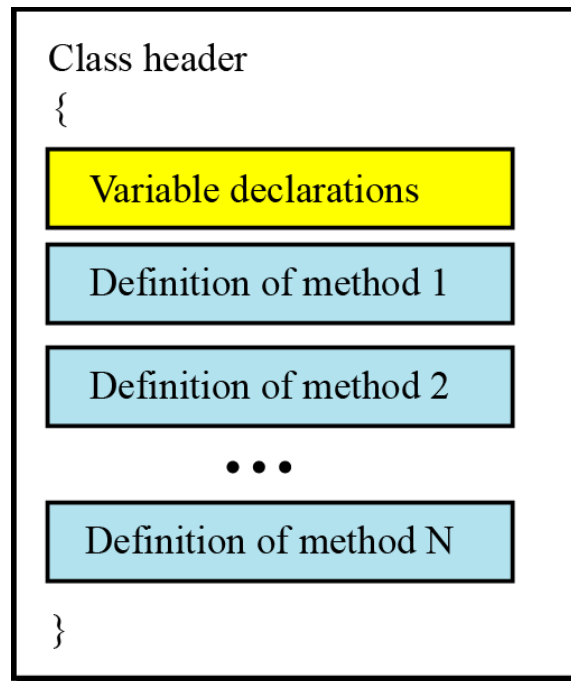 Class header
{
Variable declarations
Definition of method 1
Definition of method 2
•••
Definition of method N
}